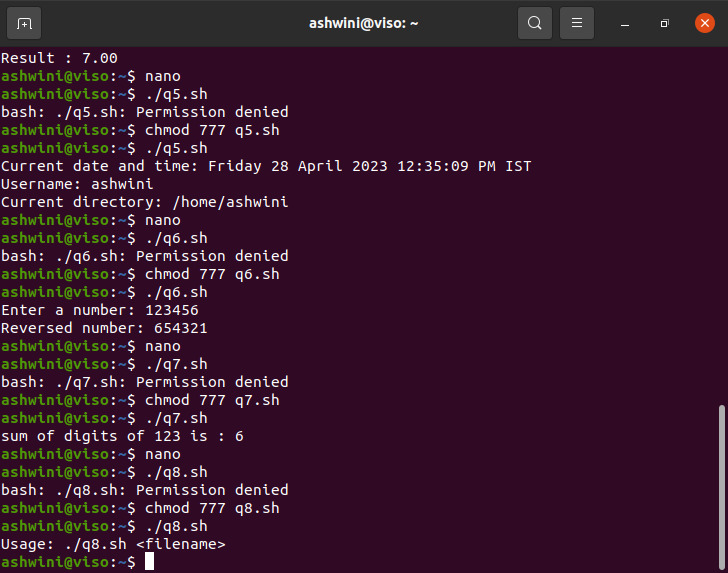 ashwini@viso: ~
Result : 7.00
ashwini@viso:~$ nano
ashwini@viso:~$ ./q5.sh
bash: ./q5.sh: Permission denied
ashwini@viso:~$ chmod 777 q5.sh
ashwini@viso:~$ ./q5.sh
Current date and time: Friday 28 April 2023 12:35:09 PM IST
Username: ashwini
Current directory: /home/ashwini
ashwini@viso:~$ nano
ashwini@viso:~$ ./q6.sh
bash: ./q6.sh: Permission denied
ashwini@viso:~$ chmod 777 q6.sh
ashwini@viso:~$ ./q6.sh
Enter a number: 123456
Reversed number: 654321
ashwini@viso:~$ nano
ashwini@viso:~$ ./q7.sh
bash: ./q7.sh: Permission denied
ashwini@viso:~$ chmod 777 q7.sh
ashwini@viso:~$ ./q7.sh
sum of digits of 123 is : 6
ashwini@viso:~$ nano
ashwini@viso:~$ ./q8.sh
bash: ./q8.sh: Permission denied
ashwini@viso:~$ chmod 777 q8.sh
ashwini@viso:~$ ./q8.sh
Usage: ./q8.sh <filename>
ashwini@viso:~$